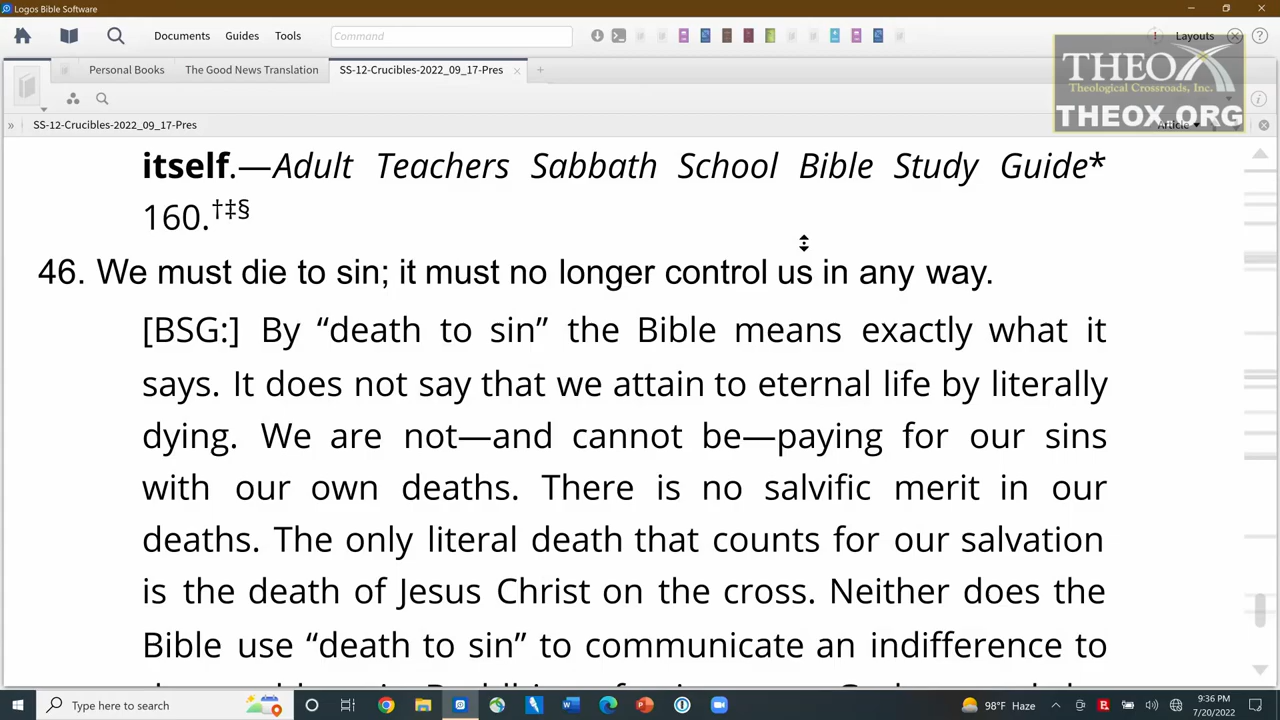 Logos Bible Software
Documents Guides Tools Command Layouts
Personal Books The Good News Translation SS-12-Crucibles-2022_09_17-Pres
THEOX
Theological Crossroads, Inc.
THEOX.ORG
SS-12-Crucibles-2022_09_17-Pres Article
itself.—Adult Teachers Sabbath School Bible Study Guide*
160.†‡§
46. We must die to sin; it must no longer control us in any way.
[BSG:] By “death to sin” the Bible means exactly what it
says. It does not say that we attain to eternal life by literally
dying. We are not—and cannot be—paying for our sins
with our own deaths. There is no salvific merit in our
deaths. The only literal death that counts for our salvation
is the death of Jesus Christ on the cross. Neither does the
Bible use “death to sin” to communicate an indifference to
Type here to search
98°F Haze
9:36 PM
7/20/2022